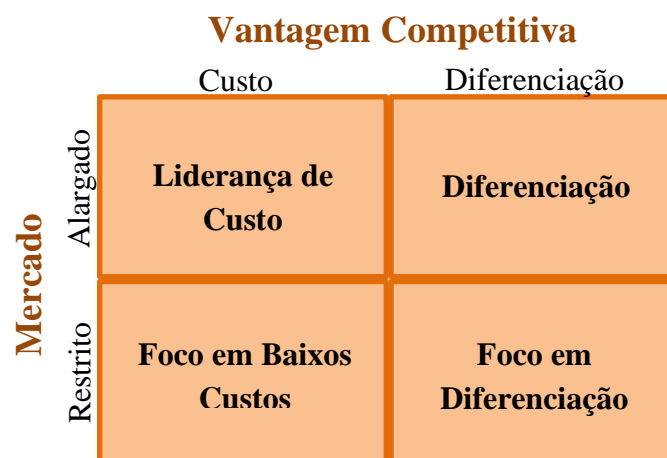 Vantagem Competitiva
Custo
Diferenciação
Mercado
Alargado
Liderança de
Custo
Diferenciação
Restrito
Foco em Baixos
Custos
Foco em
Diferenciação